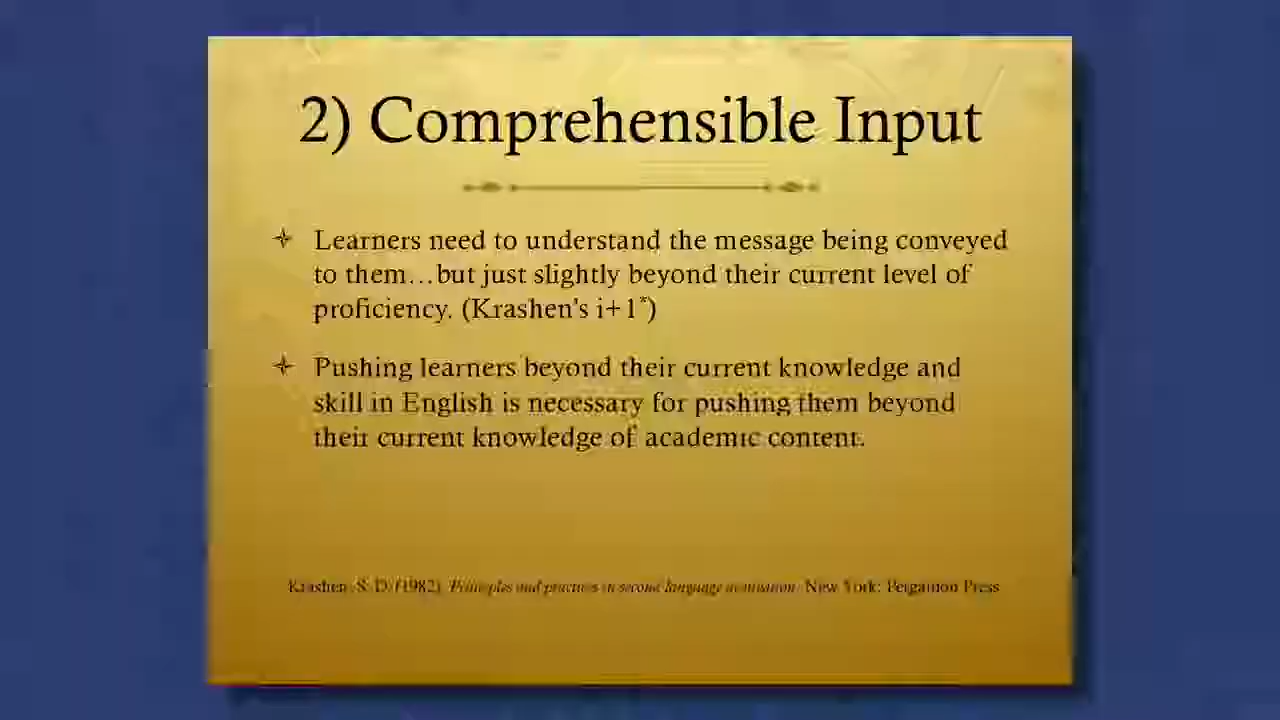 2) Comprehensible Input
Learners need to understand the message being conveyed
to them…but just slightly beyond their current level of
proficiency. (Krashen's i+1*)
Pushing learners beyond their current knowledge and
skill in English is necessary for pushing them beyond
their current knowledge of academic content.
Krashen, S. D. (1982). Principles and practices in second language acquisition. New York: Pergamon Press